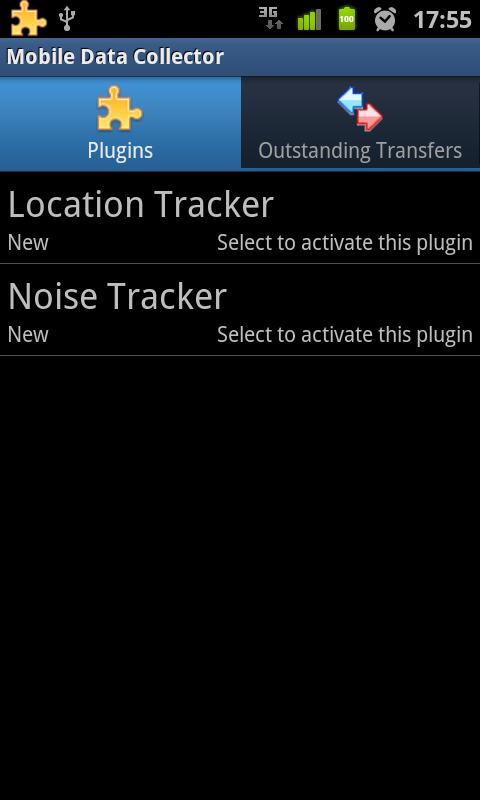 3G 100 17:55
Mobile Data Collector
Plugins Outstanding Transfers
Location Tracker
New Select to activate this plugin
Noise Tracker
New Select to activate this plugin